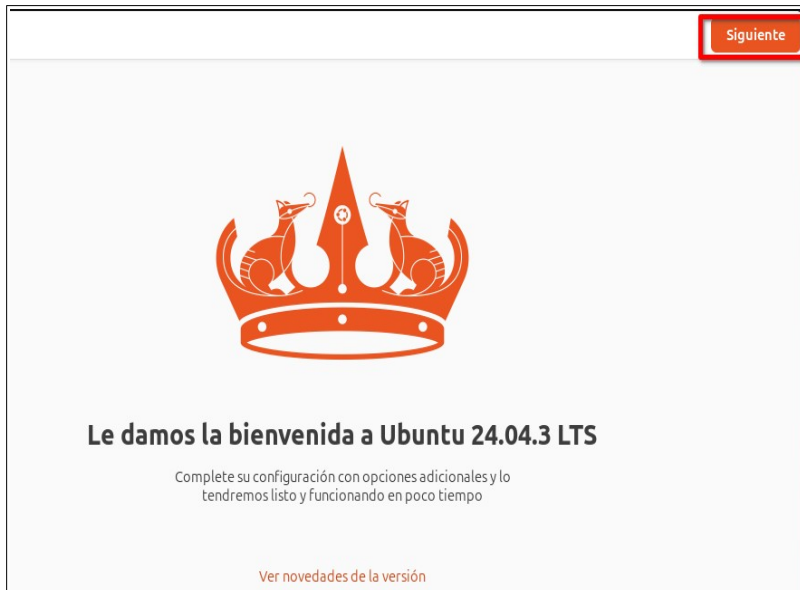 Siguiente
Le damos la bienvenida a Ubuntu 24.04.3 LTS
Complete su configuración con opciones adicionales y lo
tendremos listo y funcionando en poco tiempo
Ver novedades de la versión